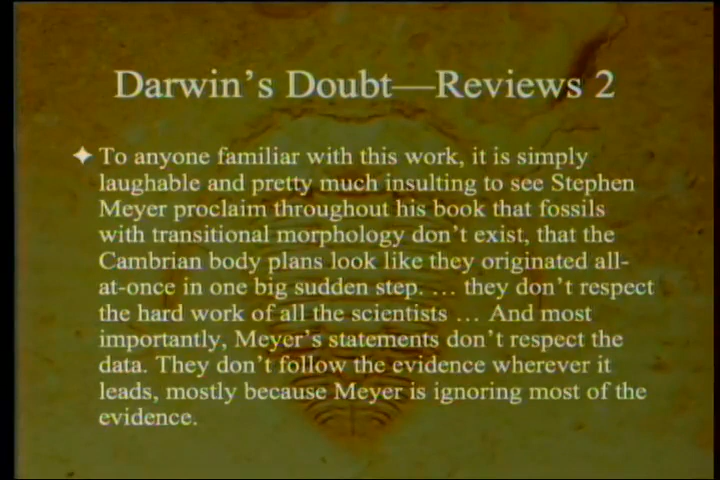 Darwin's Doubt—Reviews 2
To anyone familiar with this work, it is simply
laughable and pretty much insulting to see Stephen
Meyer proclaim throughout his book that fossils
with transitional morphology don't exist, that the
Cambrian body plans look like they originated all-
at-once in one big sudden step. … they don't respect
the hard work of all the scientists … And most
importantly, Meyer's statements don't respect the
data. They don't follow the evidence wherever it
leads, mostly because Meyer is ignoring most of the
evidence.